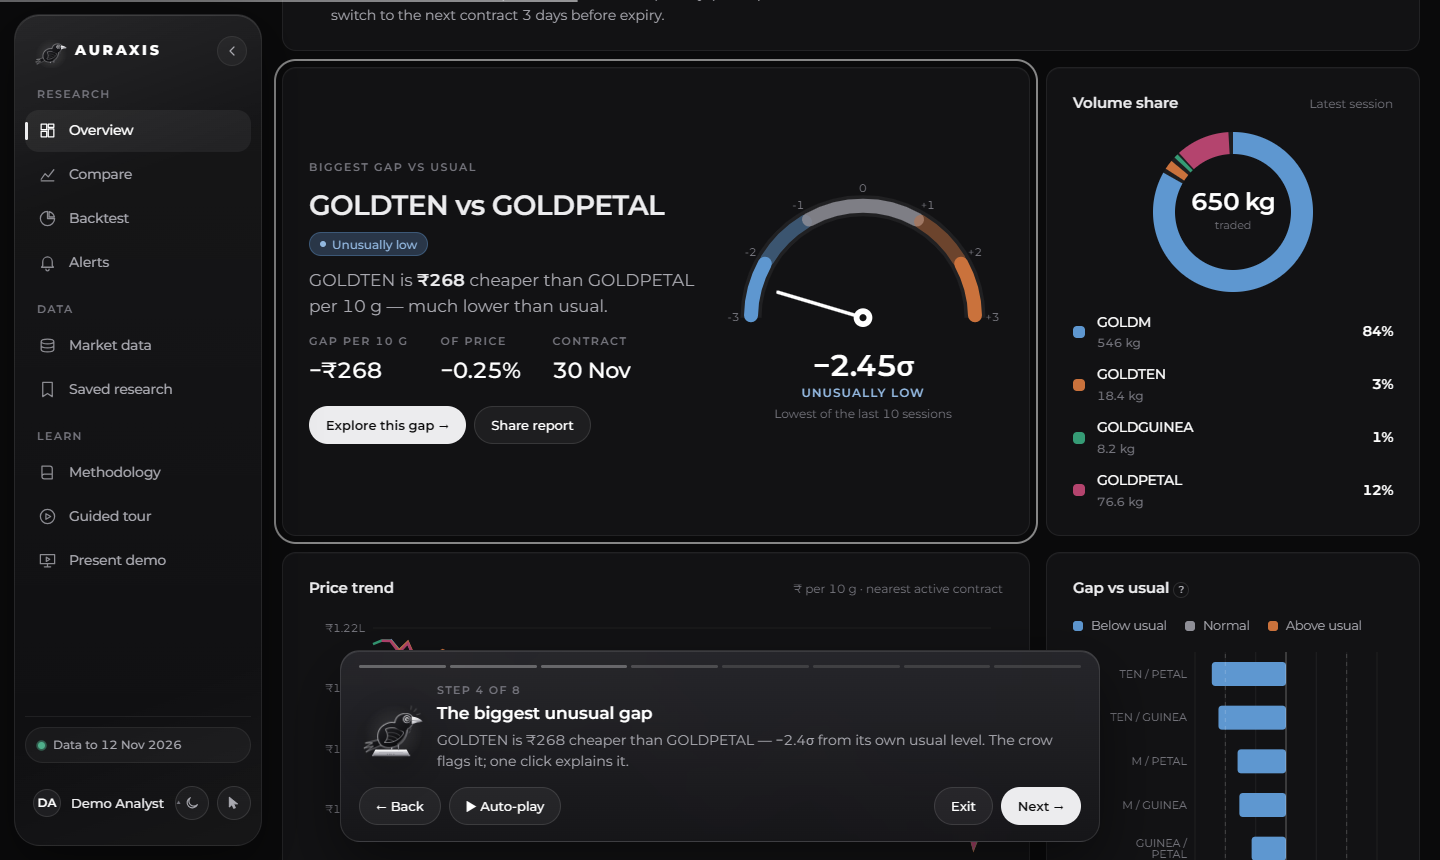 switch to the next contract 3 days before expiry.
AURAXIS
RESEARCH
Overview
Compare
Backtest
Alerts
DATA
Market data
Saved research
LEARN
Methodology
Guided tour
Present demo
Data to 12 Nov 2026
DA
Demo Analyst
BIGGEST GAP VS USUAL
GOLDTEN vs GOLDPETAL
Unusually low
GOLDTEN is ₹268 cheaper than GOLDPETAL
per 10 g — much lower than usual.
GAP PER 10 G
OF PRICE
CONTRACT
−₹268
−0.25%
30 Nov
Explore this gap →
Share report
-3
-2
-1
0
+1
+2
+3
−2.45σ
UNUSUALLY LOW
Lowest of the last 10 sessions
Volume share
Latest session
650 kg
traded
GOLDM
546 kg
84%
GOLDTEN
18.4 kg
3%
GOLDGUINEA
8.2 kg
1%
GOLDPETAL
76.6 kg
12%
Price trend
₹ per 10 g · nearest active contract
₹1.22L
₹1
₹1
₹1
STEP 4 OF 8
The biggest unusual gap
GOLDTEN is ₹268 cheaper than GOLDPETAL — −2.4σ from its own usual level. The crow
flags it; one click explains it.
← Back
▶ Auto-play
Exit
Next →
Gap vs usual ?
Below usual
Normal
Above usual
TEN / PETAL
TEN / GUINEA
M / PETAL
M / GUINEA
GUINEA /
PETAL